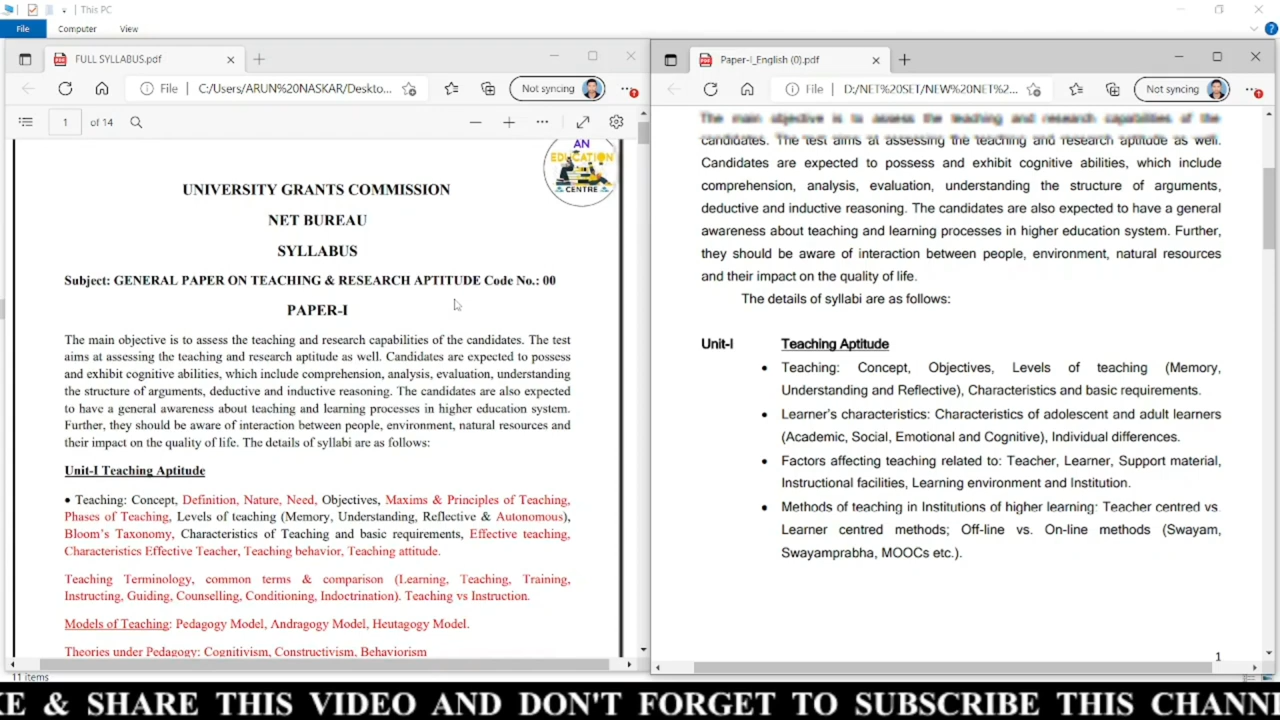 This PC
File
Computer
View
FULL SYLLABUS.pdf
File
C:/Users/ARUN%20NASKAR/Deskto...
Not syncing
1 of 14
AN
EDUCATION
CENTRE
UNIVERSITY GRANTS COMMISSION
NET BUREAU
SYLLABUS
Subject: GENERAL PAPER ON TEACHING & RESEARCH APTITUDE Code No.: 00
PAPER-I
The main objective is to assess the teaching and research capabilities of the candidates. The test
aims at assessing the teaching and research aptitude as well. Candidates are expected to possess
and exhibit cognitive abilities, which include comprehension, analysis, evaluation, understanding
the structure of arguments, deductive and inductive reasoning. The candidates are also expected
to have a general awareness about teaching and learning processes in higher education system.
Further, they should be aware of interaction between people, environment, natural resources and
their impact on the quality of life. The details of syllabi are as follows:
Unit-I Teaching Aptitude
• Teaching: Concept, Definition, Nature, Need, Objectives, Maxims & Principles of Teaching,
Phases of Teaching, Levels of teaching (Memory, Understanding, Reflective & Autonomous),
Bloom's Taxonomy, Characteristics of Teaching and basic requirements, Effective teaching,
Characteristics Effective Teacher, Teaching behavior, Teaching attitude.
Teaching Terminology, common terms & comparison (Learning, Teaching, Training,
Instructing, Guiding, Counselling, Conditioning, Indoctrination). Teaching vs Instruction.
Models of Teaching: Pedagogy Model, Andragogy Model, Heutagogy Model.
Theories under Pedagogy: Cognitivism, Constructivism, Behaviorism
11 items
Paper-I_English (0).pdf
File
D:/NET%20SET/NEW%20NET%2...
Not syncing
The main objective is to assess the teaching and research capabilities of the
candidates. The test aims at assessing the teaching and research aptitude as well.
Candidates are expected to possess and exhibit cognitive abilities, which include
comprehension, analysis, evaluation, understanding the structure of arguments,
deductive and inductive reasoning. The candidates are also expected to have a general
awareness about teaching and learning processes in higher education system. Further,
they should be aware of interaction between people, environment, natural resources
and their impact on the quality of life.
The details of syllabi are as follows:
Unit-I Teaching Aptitude
• Teaching: Concept, Objectives, Levels of teaching (Memory,
Understanding and Reflective), Characteristics and basic requirements.
• Learner's characteristics: Characteristics of adolescent and adult learners
(Academic, Social, Emotional and Cognitive), Individual differences.
• Factors affecting teaching related to: Teacher, Learner, Support material,
Instructional facilities, Learning environment and Institution.
• Methods of teaching in Institutions of higher learning: Teacher centred vs.
Learner centred methods; Off-line vs. On-line methods (Swayam,
Swayamprabha, MOOCs etc.).
1
KE & SHARE THIS VIDEO AND DON'T FORGET TO SUBSCRIBE THIS CHANN